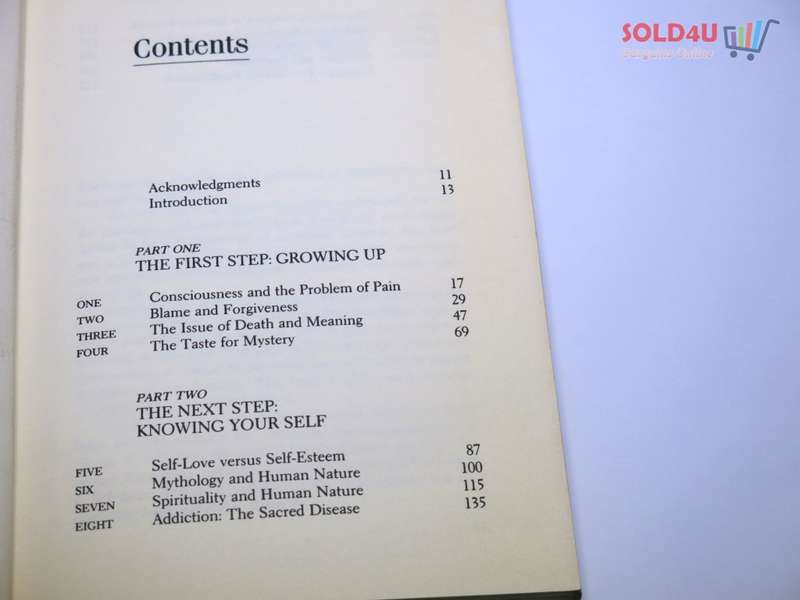 SOLD4U
Bargains Online
Contents
Acknowledgments 11
Introduction 13
PART ONE
THE FIRST STEP: GROWING UP
ONE Consciousness and the Problem of Pain 17
TWO Blame and Forgiveness 29
THREE The Issue of Death and Meaning 47
FOUR The Taste for Mystery 69
PART TWO
THE NEXT STEP:
KNOWING YOUR SELF
FIVE Self-Love versus Self-Esteem 87
SIX Mythology and Human Nature 100
SEVEN Spirituality and Human Nature 115
EIGHT Addiction: The Sacred Disease 135